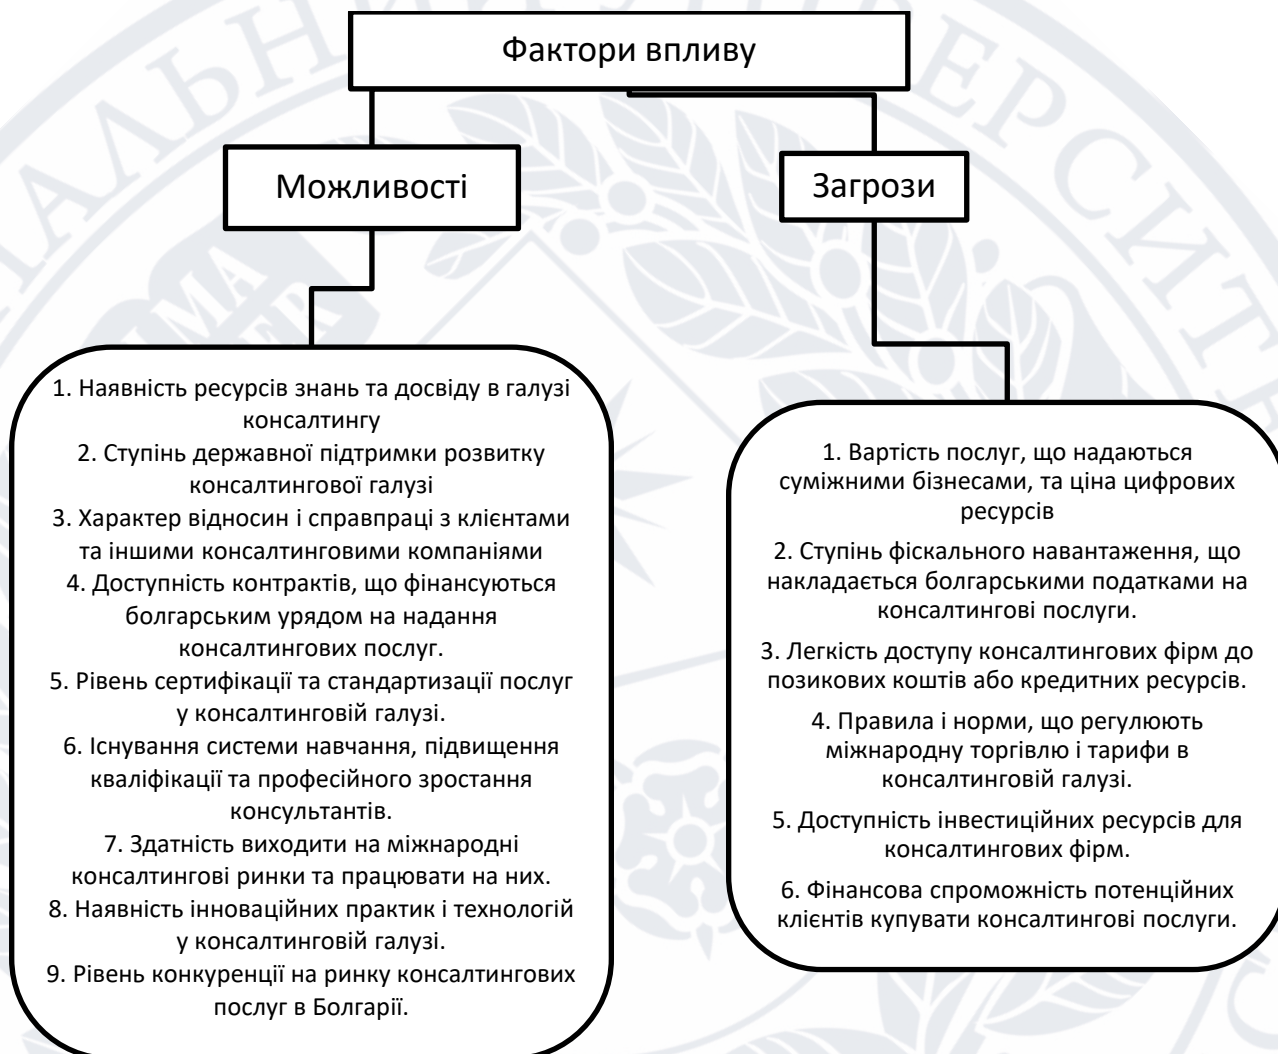 Фактори впливу
Можливості
Загрози
1. Наявність ресурсів знань та досвіду в галузі
консалтингу
2. Ступінь державної підтримки розвитку
консалтингової галузі
3. Характер відносин і справпраці з клієнтами
та іншими консалтинговими компаніями
4. Доступність контрактів, що фінансуються
болгарським урядом на надання
консалтингових послуг.
5. Рівень сертифікації та стандартизації послуг
у консалтинговій галузі.
6. Існування системи навчання, підвищення
кваліфікації та професійного зростання
консультантів.
7. Здатність виходити на міжнародні
консалтингові ринки та працювати на них.
8. Наявність інноваційних практик і технологій
у консалтинговій галузі.
9. Рівень конкуренції на ринку консалтингових
послуг в Болгарії.
1. Вартість послуг, що надаються
суміжними бізнесами, та ціна цифрових
ресурсів
2. Ступінь фіскального навантаження, що
накладається болгарськими податками на
консалтингові послуги.
3. Легкість доступу консалтингових фірм до
позикових коштів або кредитних ресурсів.
4. Правила і норми, що регулюють
міжнародну торгівлю і тарифи в
консалтинговій галузі.
5. Доступність інвестиційних ресурсів для
консалтингових фірм.
6. Фінансова спроможність потенційних
клієнтів купувати консалтингові послуги.